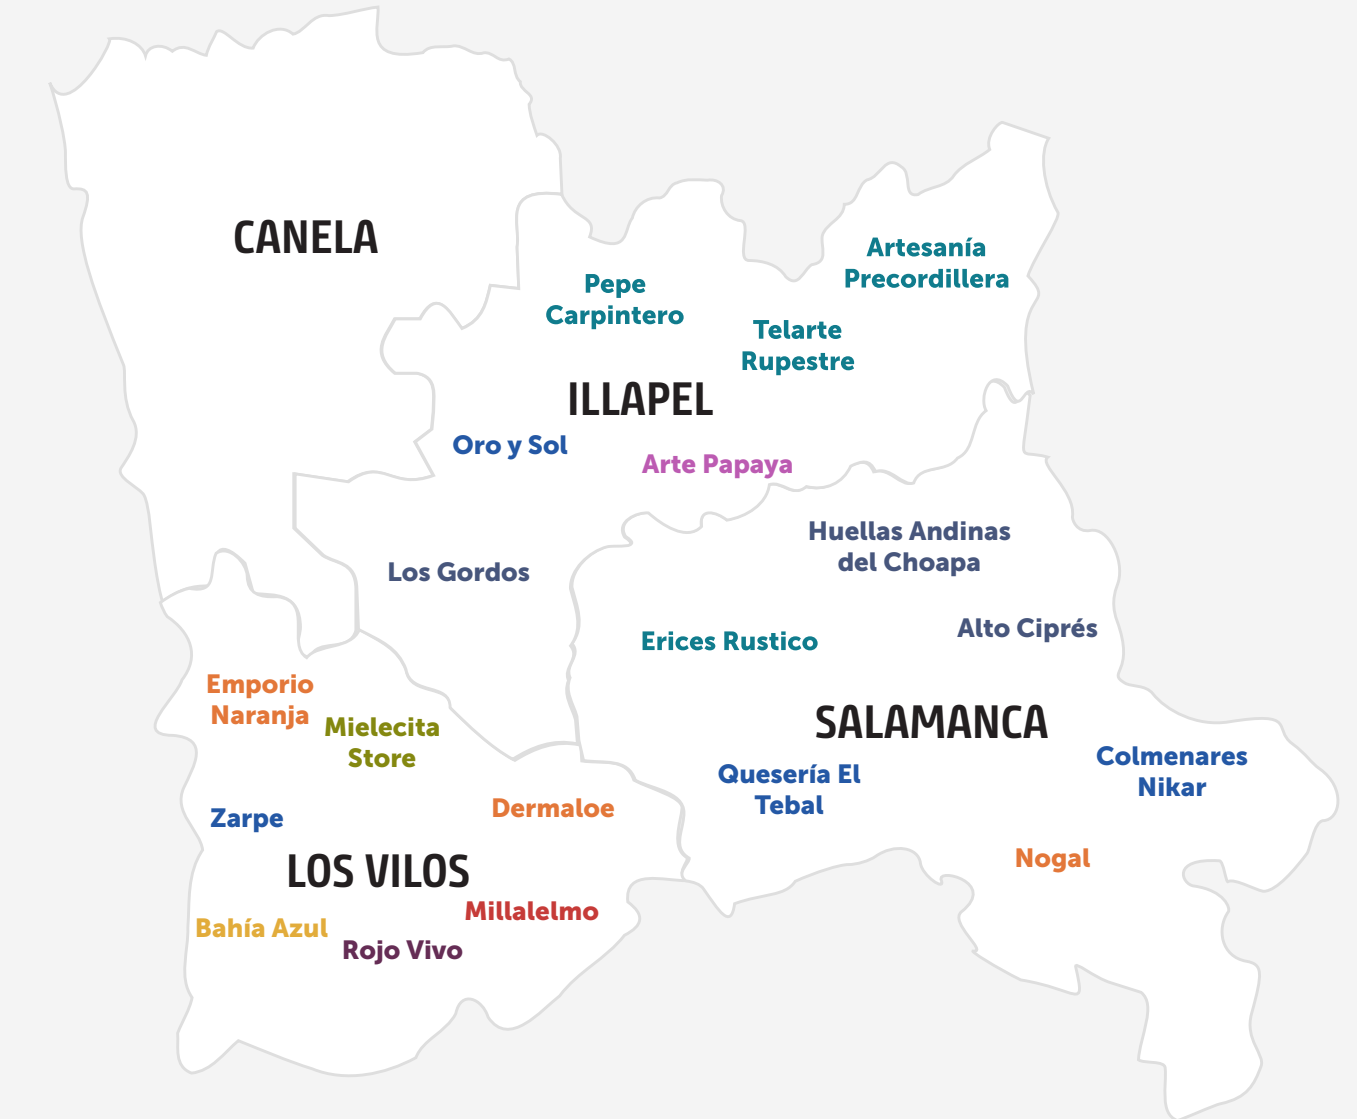 CANELA
Artesanía
Precordillera
Pepe
Carpintero
Telarte
Rupestre
ILLAPEL
Oro y Sol
Arte Papaya
Los Gordos
Huellas Andinas
del Choapa
Alto Ciprés
Erices Rustico
SALAMANCA
Quesería El
Tebal
Colmenares
Nikar
Nogal
Emporio
Naranja
Mielecita
Store
Dermaloe
Zarpe
LOS VILOS
Bahía Azul
Rojo Vivo
Millalelmo